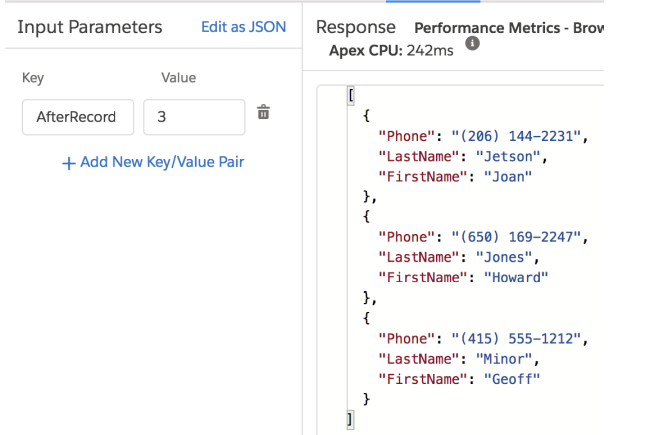 Input Parameters
Edit as JSON
Key
Value
AfterRecord
3
+ Add New Key/Value Pair
Response
Performance Metrics - Brow
Apex CPU: 242ms
[
{
"Phone": "(206) 144-2231",
"LastName": "Jetson",
"FirstName": "Joan"
},
{
"Phone": "(650) 169-2247",
"LastName": "Jones",
"FirstName": "Howard"
},
{
"Phone": "(415) 555-1212",
"LastName": "Minor",
"FirstName": "Geoff"
}
]